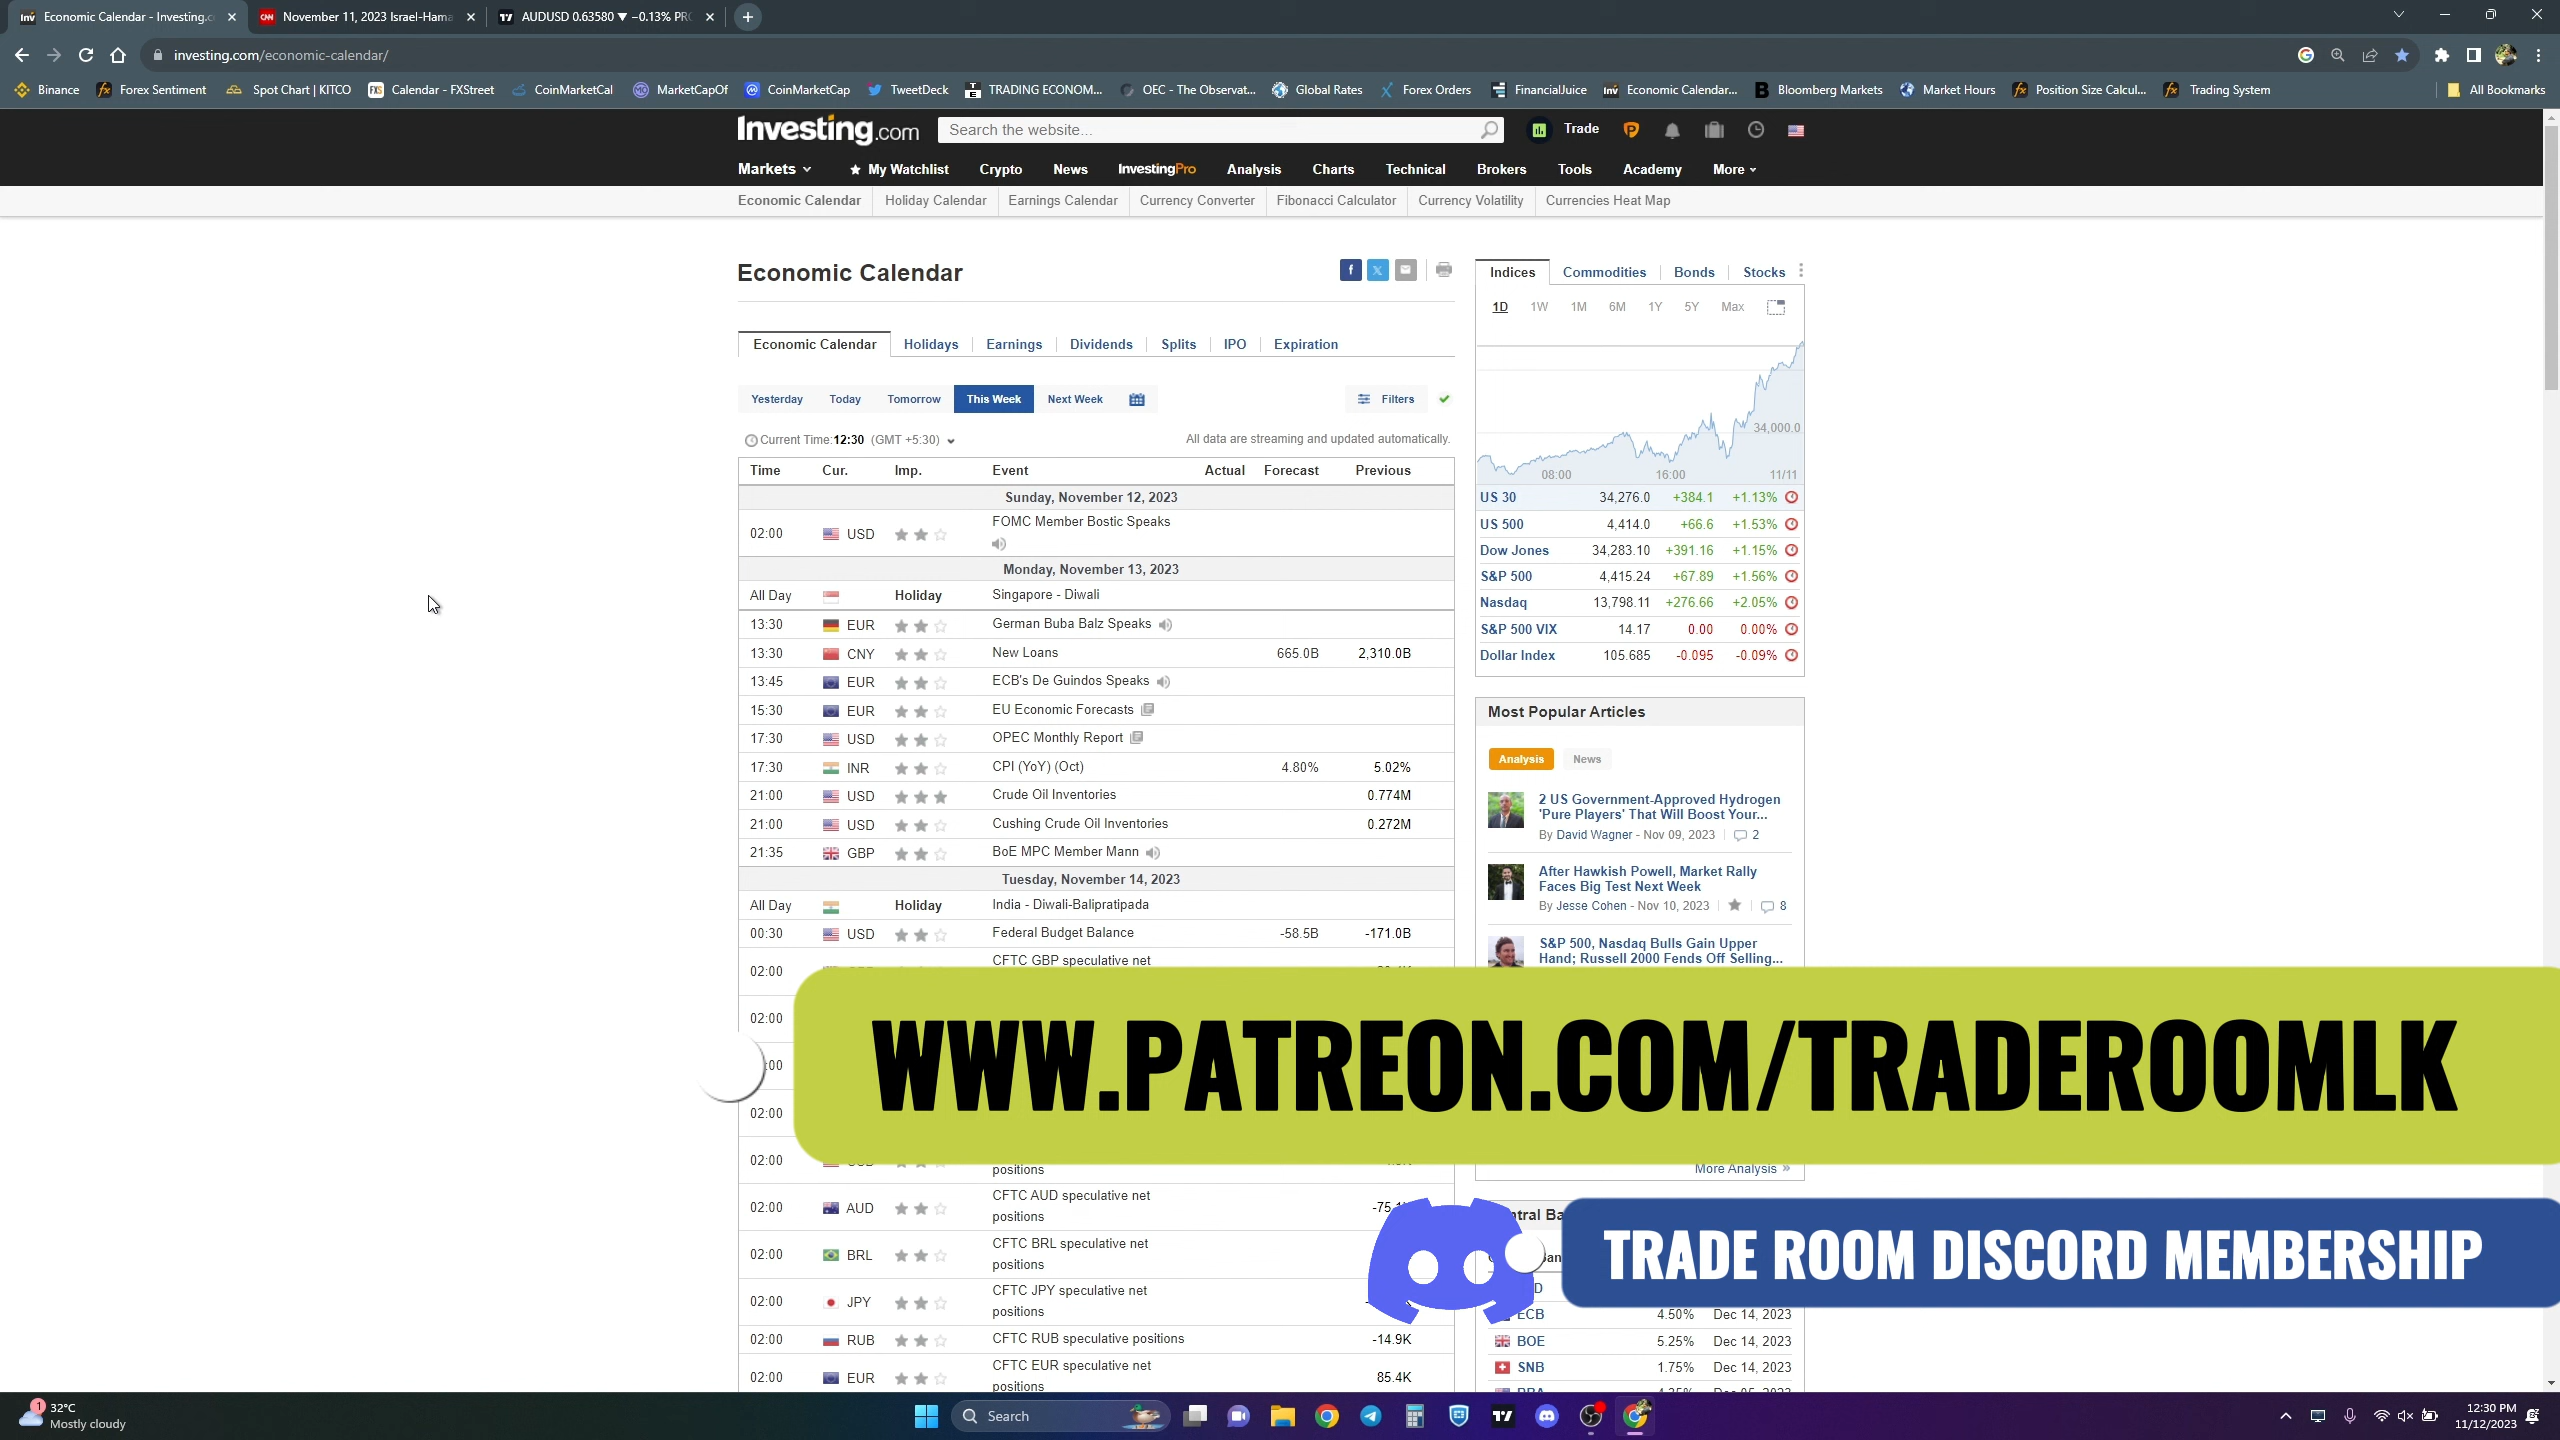 Economic Calendar - Investing.c
November 11, 2023 Israel-Hama
AUDUSD 0.63580 ▼ −0.13% PR
investing.com/economic-calendar/
Binance
Forex Sentiment
Spot Chart | KITCO
Calendar - FXStreet
CoinMarketCal
MarketCapOf
CoinMarketCap
TweetDeck
TRADING ECONOM...
OEC - The Observat...
Global Rates
Forex Orders
FinancialJuice
Economic Calendar...
Bloomberg Markets
Market Hours
Position Size Calcul...
Trading System
All Bookmarks
Investing.com
Search the website...
Trade
Markets
My Watchlist
Crypto
News
InvestingPro
Analysis
Charts
Technical
Brokers
Tools
Academy
More
Economic Calendar
Holiday Calendar
Earnings Calendar
Currency Converter
Fibonacci Calculator
Currency Volatility
Currencies Heat Map
Economic Calendar
Economic Calendar Holidays Earnings Dividends Splits IPO Expiration
Yesterday Today Tomorrow This Week Next Week Filters
Current Time:12:30 (GMT +5:30) All data are streaming and updated automatically.
Time Cur. Imp. Event Actual Forecast Previous
Sunday, November 12, 2023
02:00 USD FOMC Member Bostic Speaks
Monday, November 13, 2023
All Day Holiday Singapore - Diwali
13:30 EUR German Buba Balz Speaks
13:30 CNY New Loans 665.0B 2,310.0B
13:45 EUR ECB's De Guindos Speaks
15:30 EUR EU Economic Forecasts
17:30 USD OPEC Monthly Report
17:30 INR CPI (YoY) (Oct) 4.80% 5.02%
21:00 USD Crude Oil Inventories 0.774M
21:00 USD Cushing Crude Oil Inventories 0.272M
21:35 GBP BoE MPC Member Mann
Tuesday, November 14, 2023
All Day Holiday India - Diwali-Balipratipada
00:30 USD Federal Budget Balance -58.5B -171.0B
02:00 CFTC GBP speculative net
02:00
:00
02:00
02:00
positions
02:00 AUD CFTC AUD speculative net
positions
02:00 BRL CFTC BRL speculative net
positions
02:00 JPY CFTC JPY speculative net
positions
02:00 RUB CFTC RUB speculative positions -14.9K
02:00 EUR CFTC EUR speculative net 85.4K
positions
Indices Commodities Bonds Stocks
1D 1W 1M 6M 1Y 5Y Max
34,000.0
08:00 16:00 11/11
US 30 34,276.0 +384.1 +1.13%
US 500 4,414.0 +66.6 +1.53%
Dow Jones 34,283.10 +391.16 +1.15%
S&P 500 4,415.24 +67.89 +1.56%
Nasdaq 13,798.11 +276.66 +2.05%
S&P 500 VIX 14.17 0.00 0.00%
Dollar Index 105.685 -0.095 -0.09%
Most Popular Articles
Analysis News
2 US Government-Approved Hydrogen
'Pure Players' That Will Boost Your...
By David Wagner - Nov 09, 2023 2
After Hawkish Powell, Market Rally
Faces Big Test Next Week
By Jesse Cohen - Nov 10, 2023 8
S&P 500, Nasdaq Bulls Gain Upper
Hand; Russell 2000 Fends Off Selling...
WWW.PATREON.COM/TRADEROOMLK
More Analysis »
TRADE ROOM DISCORD MEMBERSHIP
ECB 4.50% Dec 14, 2023
BOE 5.25% Dec 14, 2023
SNB 1.75% Dec 14, 2023
1
32°C
Mostly cloudy
Search
12:30 PM
11/12/2023